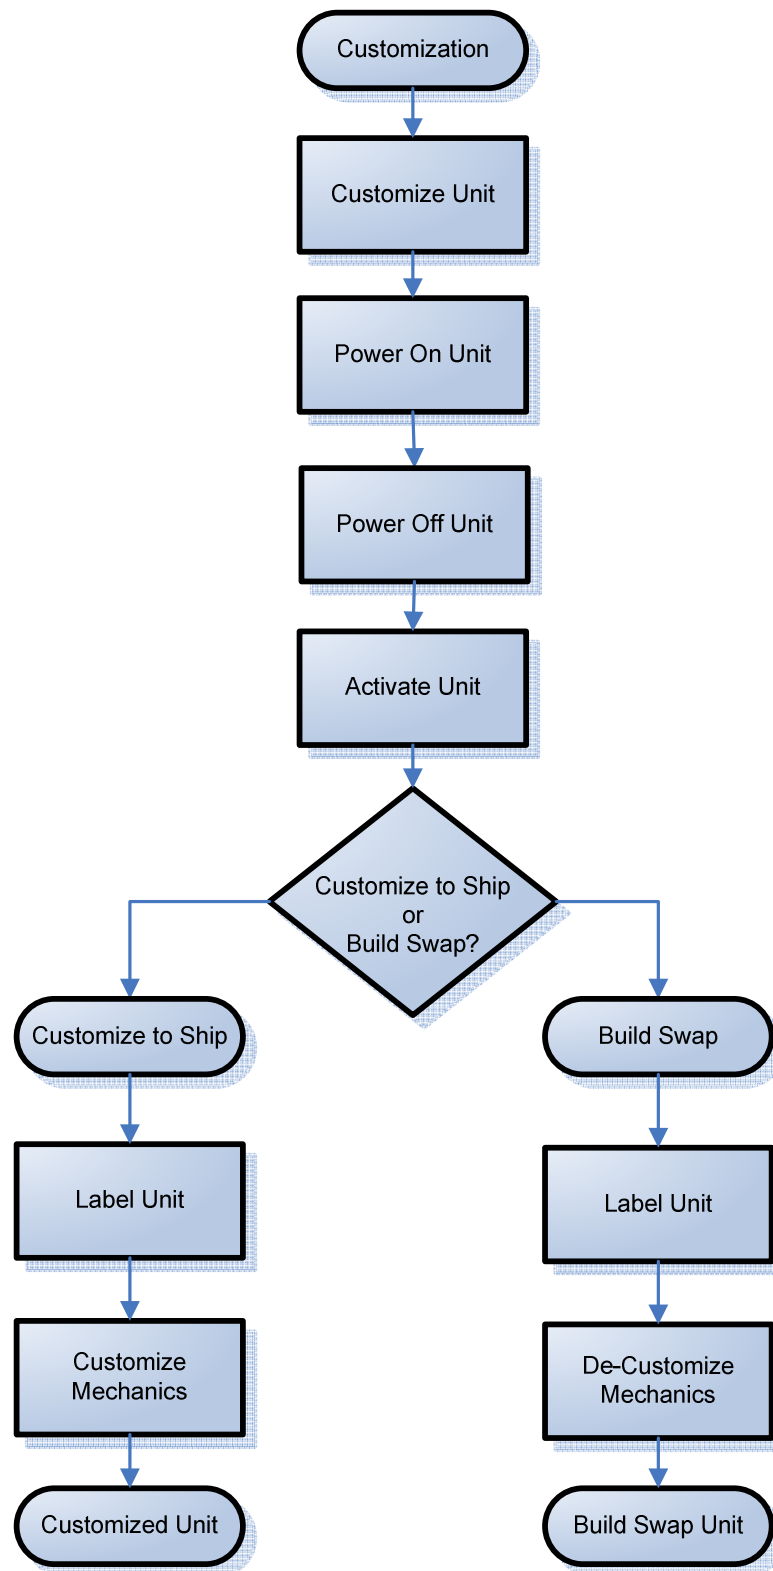 Customization
Customize Unit
Power On Unit
Power Off Unit
Activate Unit
Customize to Ship
or
Build Swap?
Customize to Ship
Build Swap
Label Unit
Label Unit
Customize
Mechanics
De-Customize
Mechanics
Customized Unit
Build Swap Unit